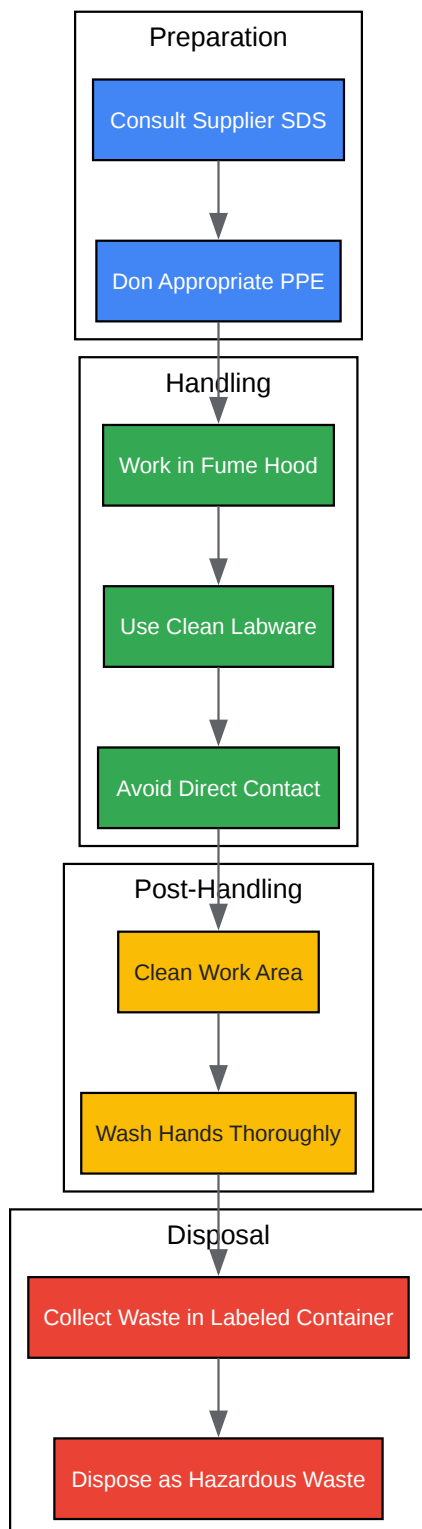 Preparation
Consult Supplier SDS
Don Appropriate PPE
Handling
Work in Fume Hood
Use Clean Labware
Avoid Direct Contact
Post-Handling
Clean Work Area
Wash Hands Thoroughly
Disposal
Collect Waste in Labeled Container
Dispose as Hazardous Waste